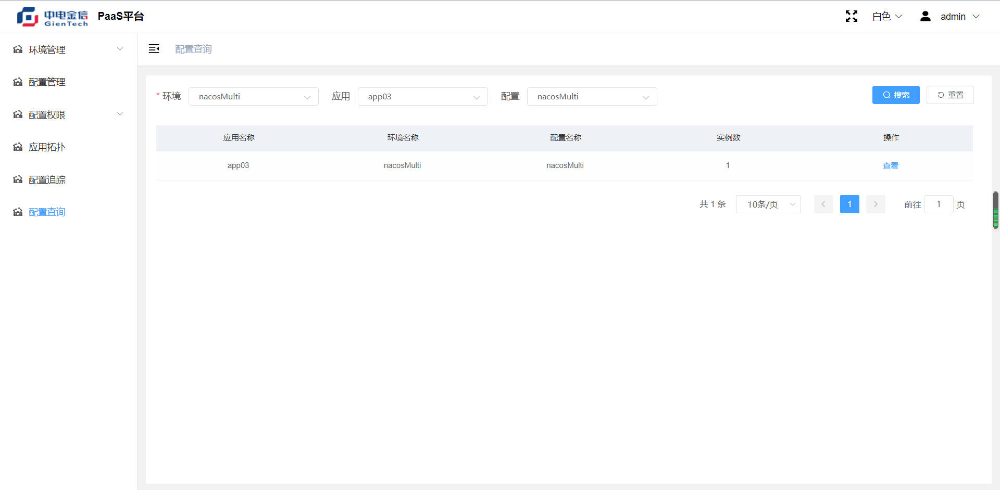 中电金信
GienTech
PaaS平台
白色
admin
环境管理
配置管理
配置权限
应用拓扑
配置追踪
配置查询
配置查询
* 环境 nacosMulti 应用 app03 配置 nacosMulti 搜索 重置
应用名称 环境名称 配置名称 实例数 操作
app03 nacosMulti nacosMulti 1 查看
共 1 条 10条/页 1 前往 1 页